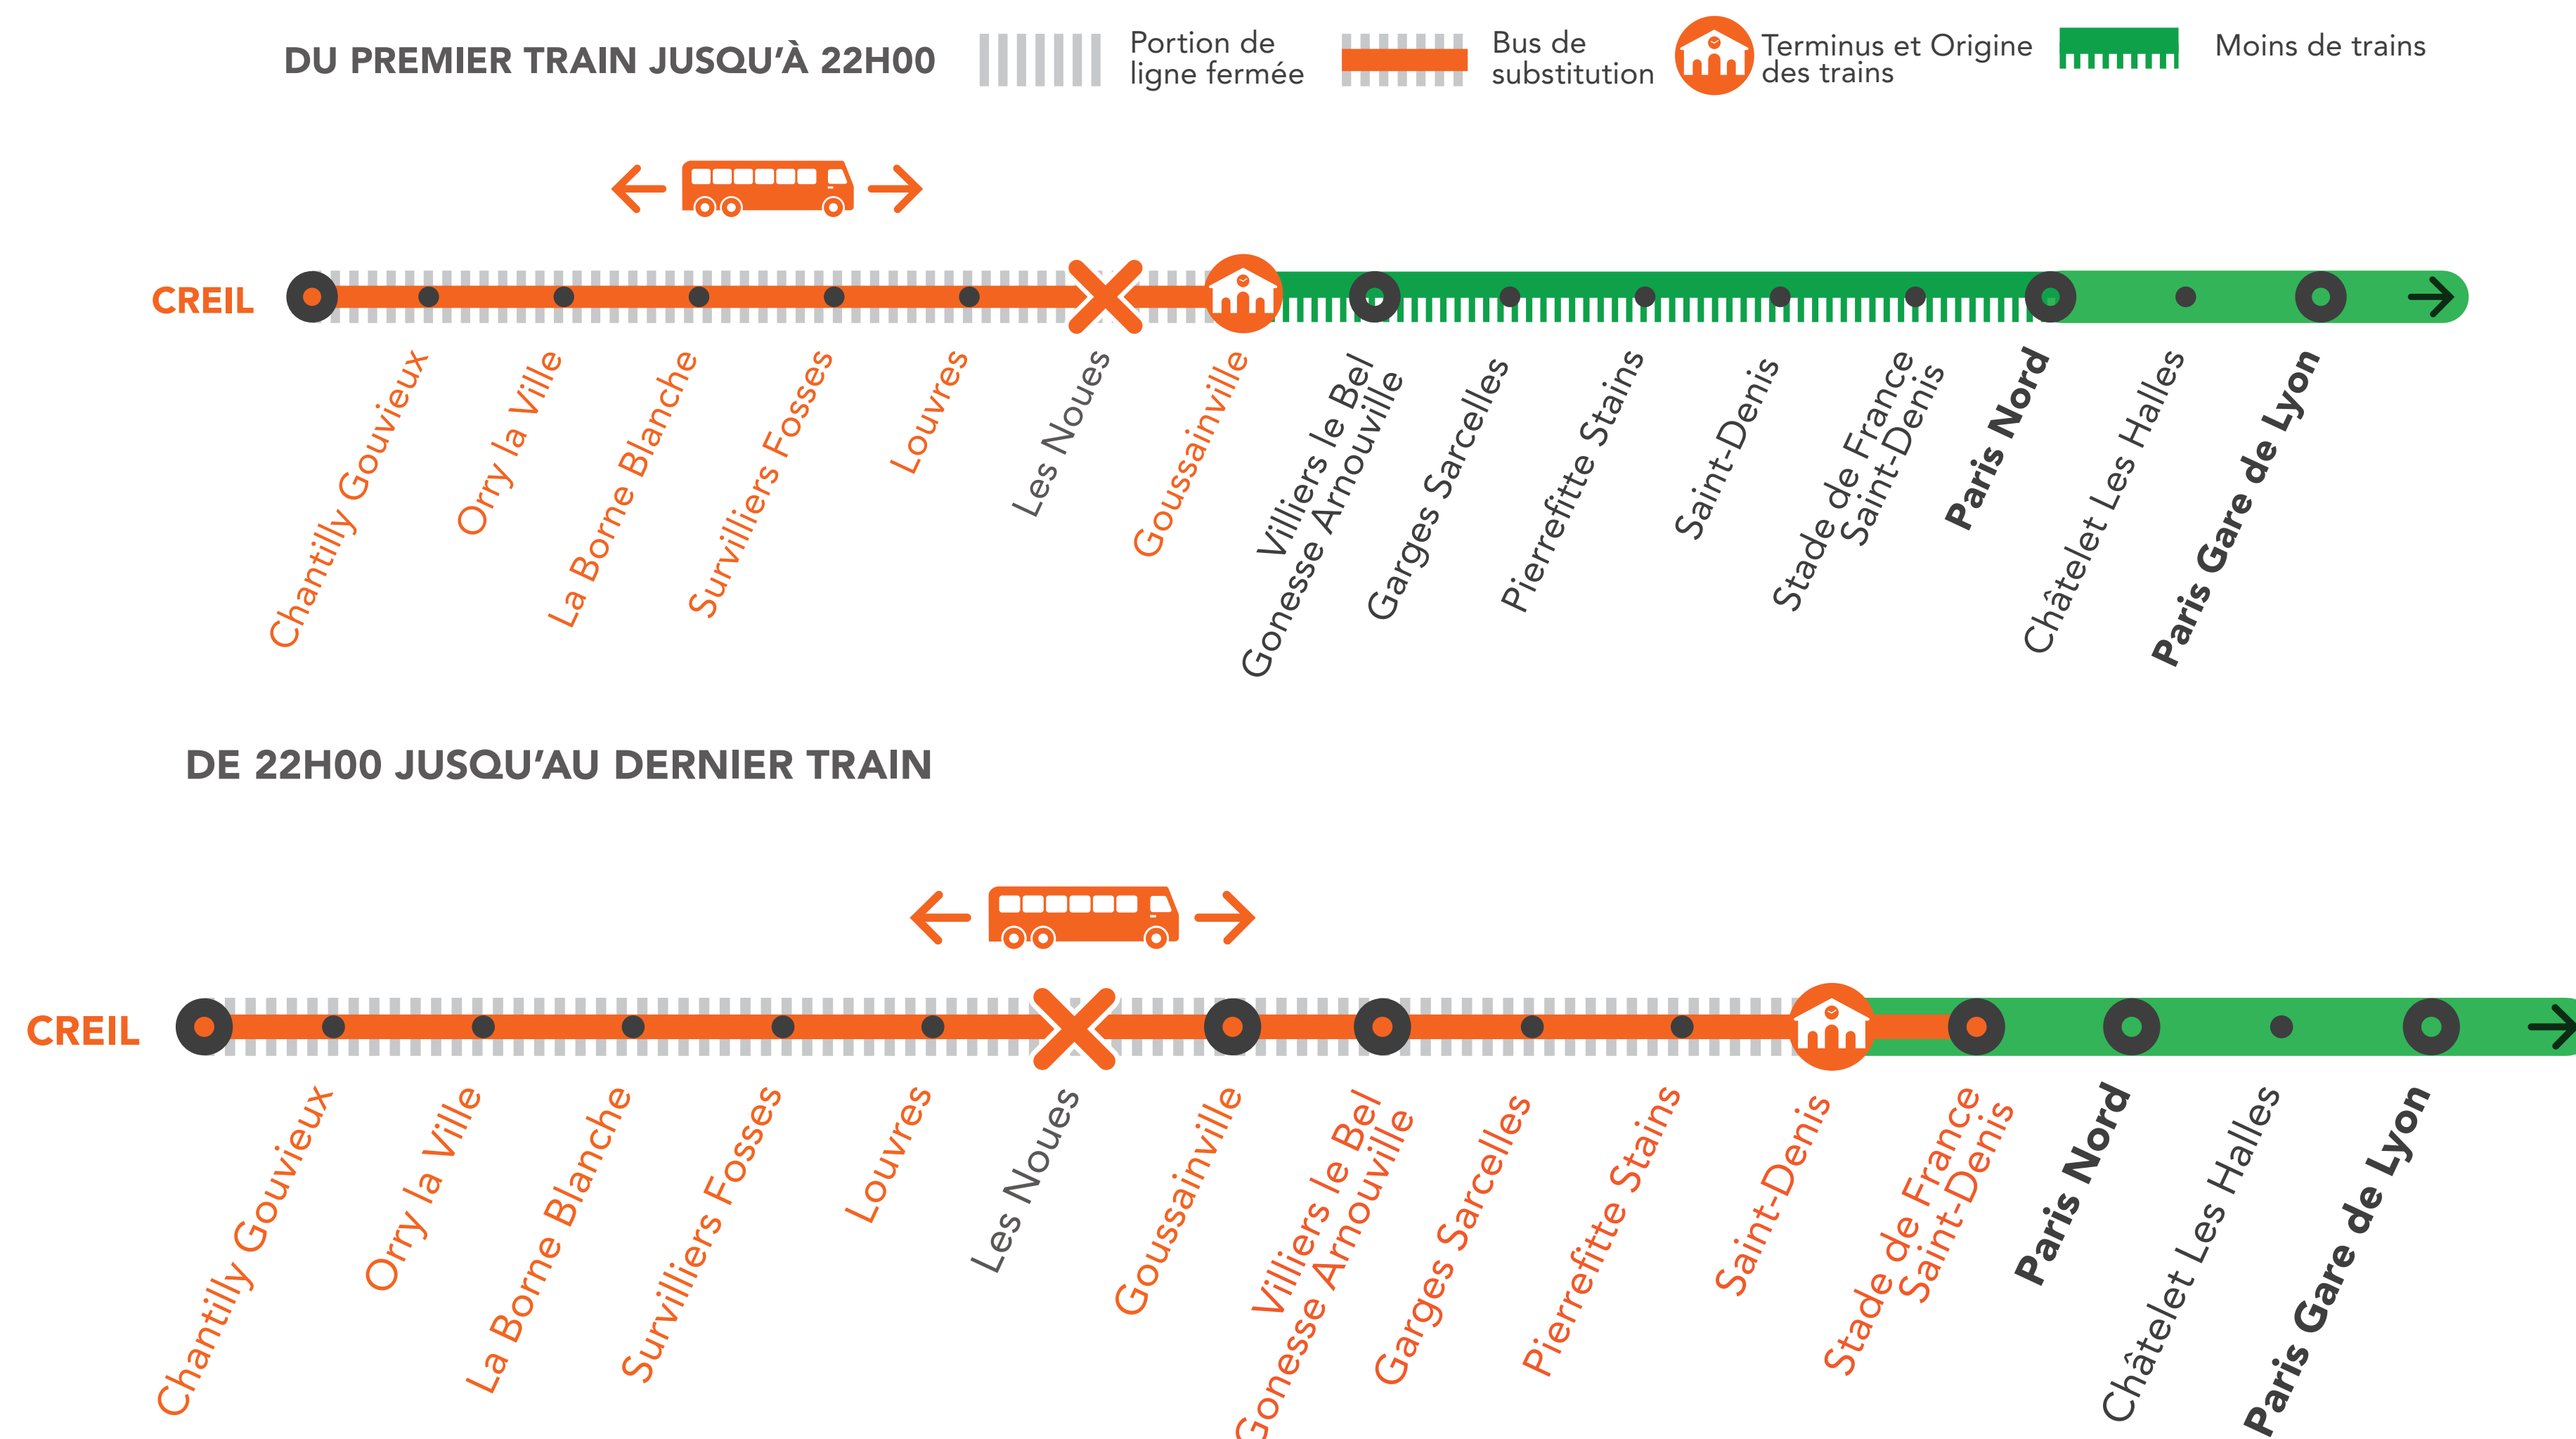 DU PREMIER TRAIN JUSQU'À 22H00
Portion de
ligne fermée
Bus de
substitution
Terminus et Origine
des trains
Moins de trains
CREIL
Chantilly Gouvieux
Orry la Ville
La Borne Blanche
Survilliers Fosses
Louvres
Les Noues
Goussainville
Villiers le Bel
Gonesse Arnouville
Garges Sarcelles
Pierrefitte Stains
Saint-Denis
Stade de France
Saint-Denis
Paris Nord
Châtelet Les Halles
Paris Gare de Lyon
DE 22H00 JUSQU'AU DERNIER TRAIN
CREIL
Chantilly Gouvieux
Orry la Ville
La Borne Blanche
Survilliers Fosses
Louvres
Les Noues
Goussainville
Villiers le Bel
Gonesse Arnouville
Garges Sarcelles
Pierrefitte Stains
Saint-Denis
Stade de France
Saint-Denis
Paris Nord
Châtelet Les Halles
Paris Gare de Lyon